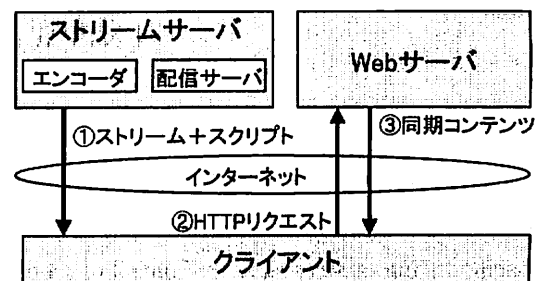 ストリームサーバ
エンコーダ
配信サーバ
Webサーバ
①ストリーム+スクリプト
③同期コンテンツ
インターネット
②HTTPリクエスト
クライアント